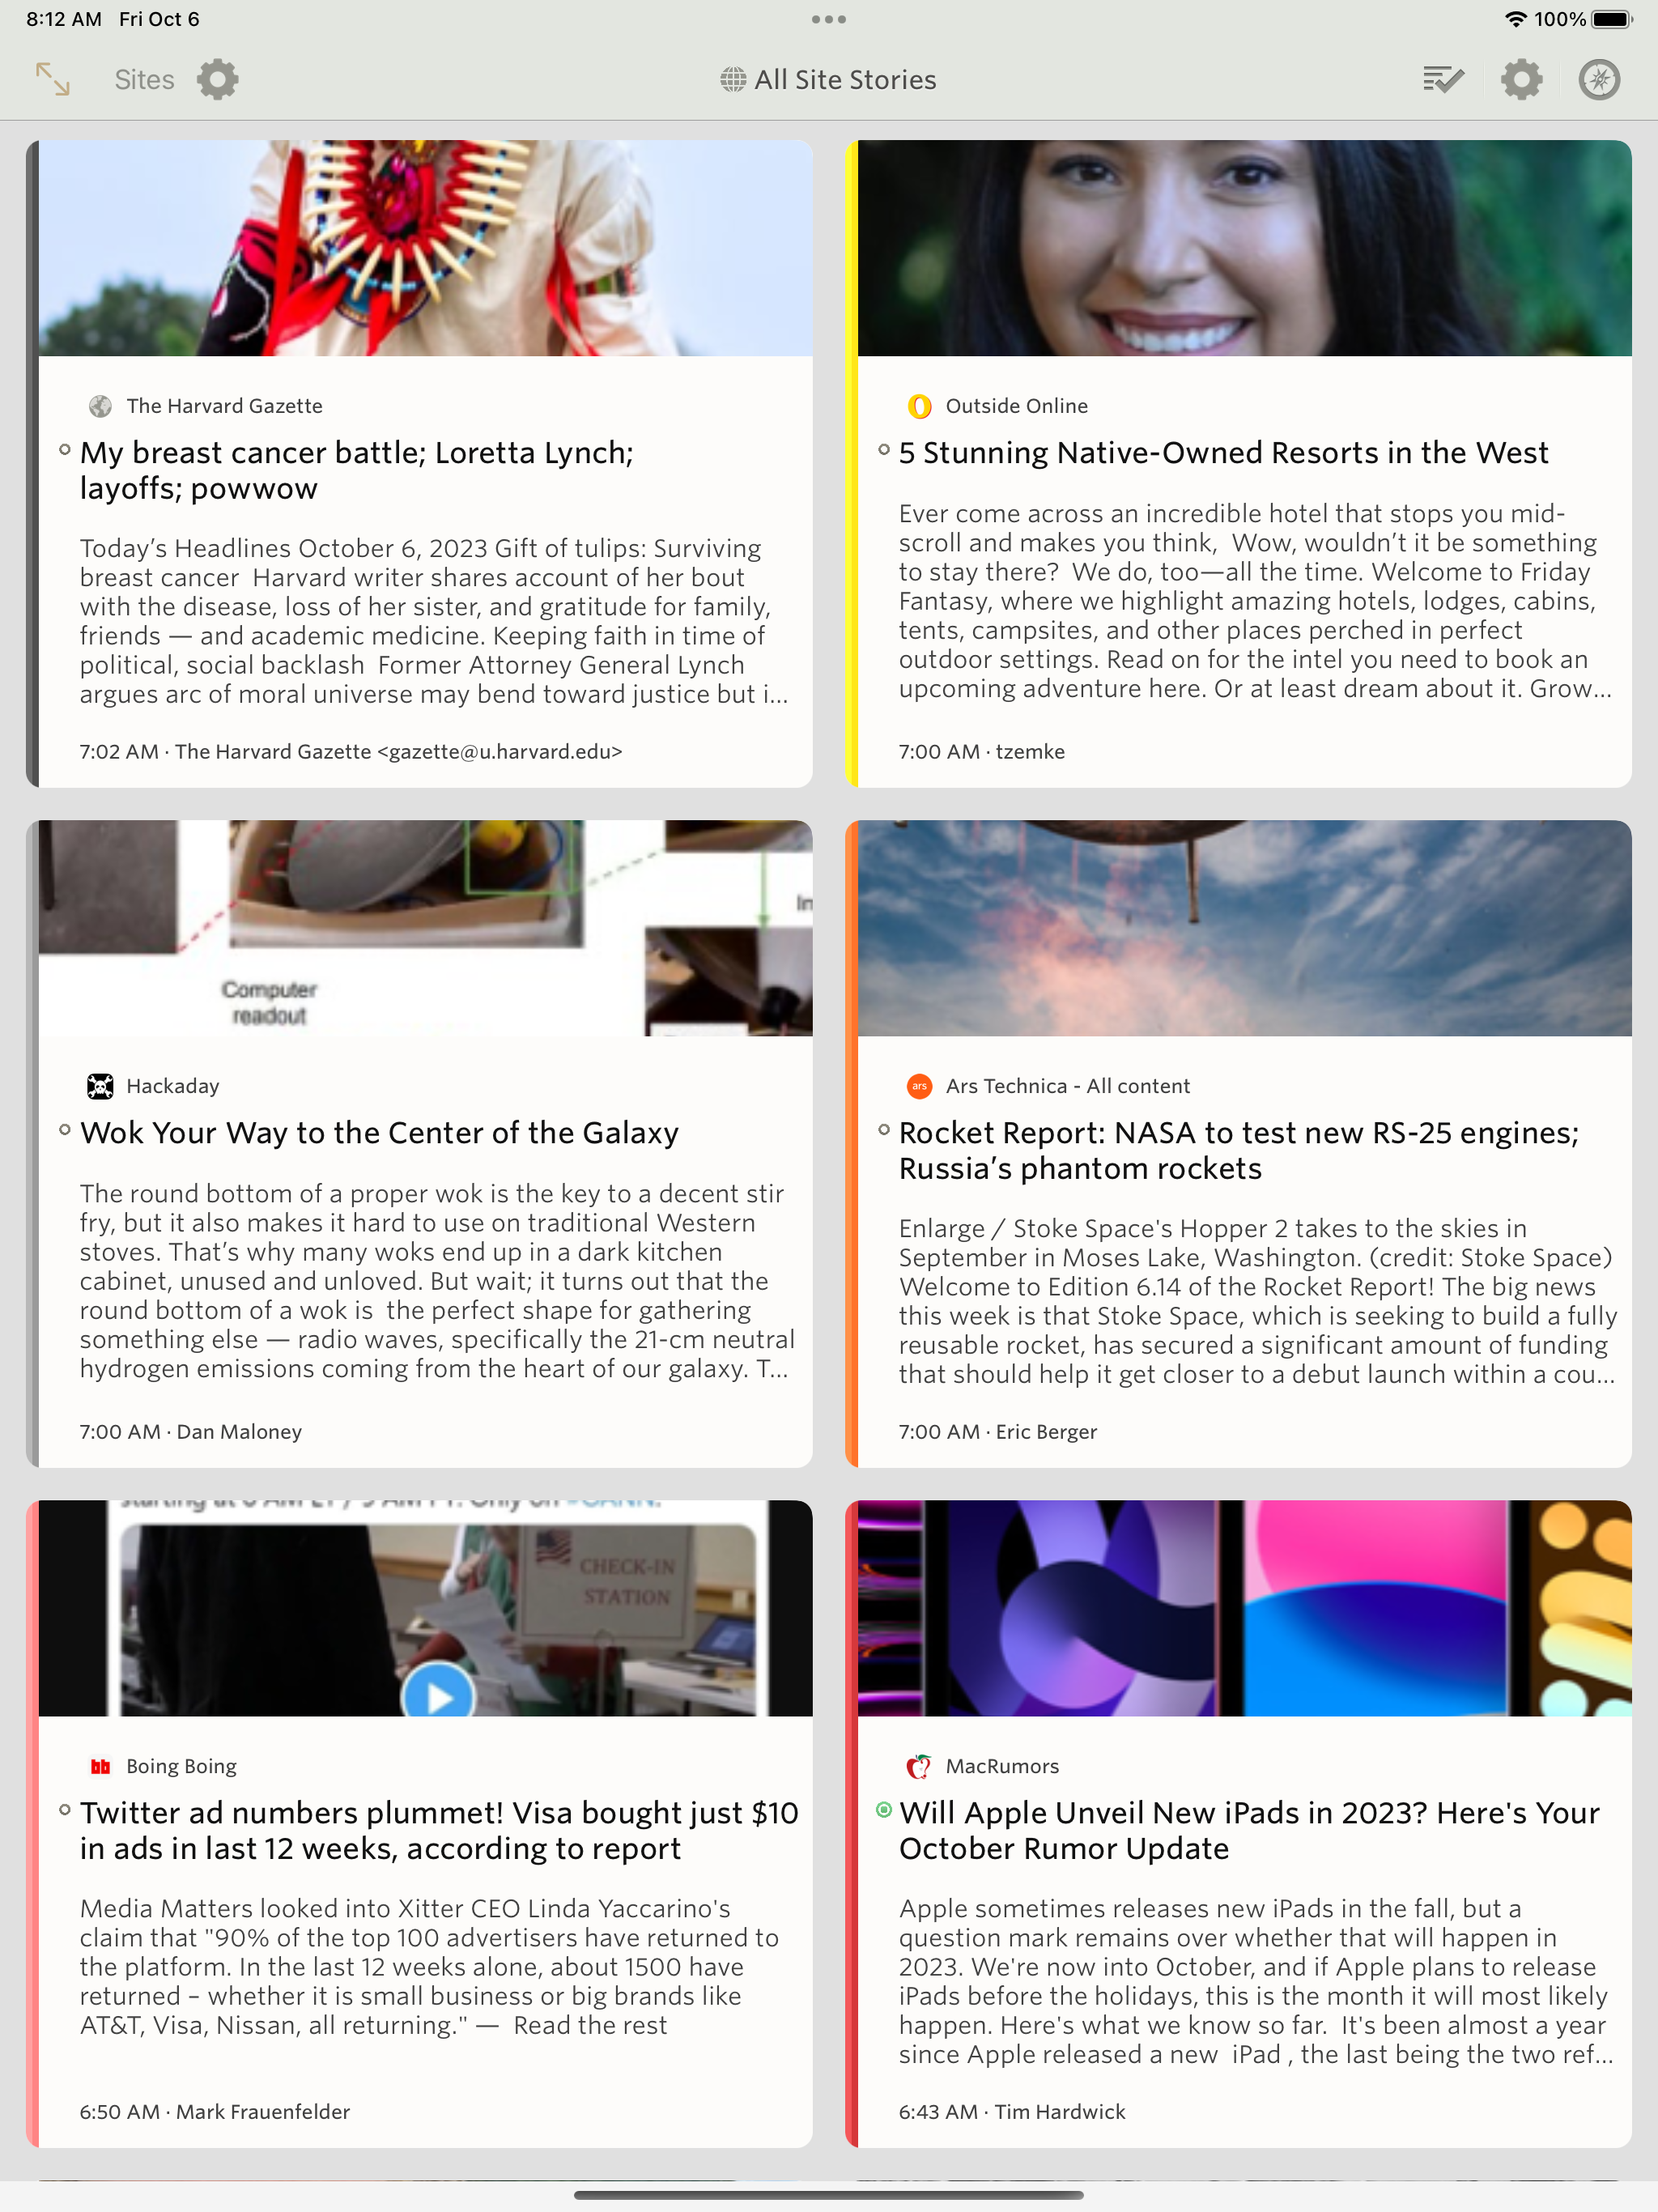 8:12 AM Fri Oct 6
100%
Sites
All Site Stories
The Harvard Gazette
My breast cancer battle; Loretta Lynch;
layoffs; powwow
Today’s Headlines October 6, 2023 Gift of tulips: Surviving
breast cancer Harvard writer shares account of her bout
with the disease, loss of her sister, and gratitude for family,
friends — and academic medicine. Keeping faith in time of
political, social backlash Former Attorney General Lynch
argues arc of moral universe may bend toward justice but i...
7:02 AM · The Harvard Gazette <gazette@u.harvard.edu>
Outside Online
5 Stunning Native-Owned Resorts in the West
Ever come across an incredible hotel that stops you mid-
scroll and makes you think, Wow, wouldn’t it be something
to stay there? We do, too—all the time. Welcome to Friday
Fantasy, where we highlight amazing hotels, lodges, cabins,
tents, campsites, and other places perched in perfect
outdoor settings. Read on for the intel you need to book an
upcoming adventure here. Or at least dream about it. Grow...
7:00 AM · tzemke
Computer
readout
In
Hackaday
Wok Your Way to the Center of the Galaxy
The round bottom of a proper wok is the key to a decent stir
fry, but it also makes it hard to use on traditional Western
stoves. That’s why many woks end up in a dark kitchen
cabinet, unused and unloved. But wait; it turns out that the
round bottom of a wok is the perfect shape for gathering
something else — radio waves, specifically the 21-cm neutral
hydrogen emissions coming from the heart of our galaxy. T...
7:00 AM · Dan Maloney
ars
Ars Technica - All content
Rocket Report: NASA to test new RS-25 engines;
Russia’s phantom rockets
Enlarge / Stoke Space's Hopper 2 takes to the skies in
September in Moses Lake, Washington. (credit: Stoke Space)
Welcome to Edition 6.14 of the Rocket Report! The big news
this week is that Stoke Space, which is seeking to build a fully
reusable rocket, has secured a significant amount of funding
that should help it get closer to a debut launch within a cou...
7:00 AM · Eric Berger
CHECK-IN
STATION
bb
Boing Boing
Twitter ad numbers plummet! Visa bought just $10
in ads in last 12 weeks, according to report
Media Matters looked into Xitter CEO Linda Yaccarino's
claim that "90% of the top 100 advertisers have returned to
the platform. In the last 12 weeks alone, about 1500 have
returned – whether it is small business or big brands like
AT&T, Visa, Nissan, all returning." — Read the rest
6:50 AM · Mark Frauenfelder
MacRumors
Will Apple Unveil New iPads in 2023? Here's Your
October Rumor Update
Apple sometimes releases new iPads in the fall, but a
question mark remains over whether that will happen in
2023. We're now into October, and if Apple plans to release
iPads before the holidays, this is the month it will most likely
happen. Here's what we know so far. It's been almost a year
since Apple released a new iPad , the last being the two ref...
6:43 AM · Tim Hardwick